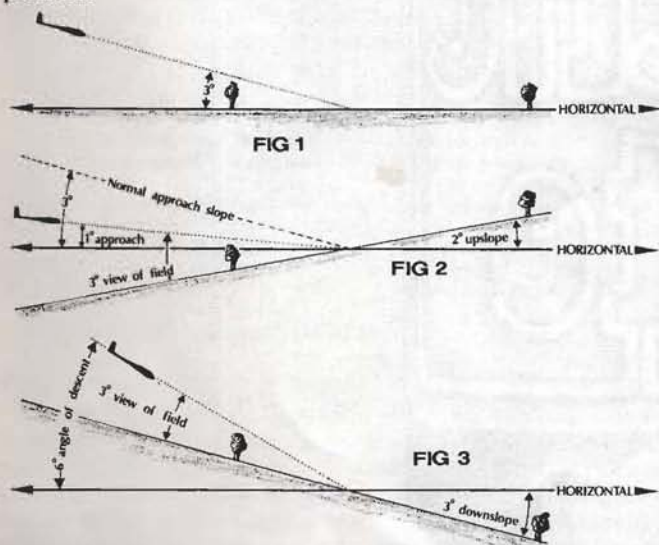 3°
HORIZONTAL
FIG 1
Normal approach slope
3°
1° approach
2° upslope
HORIZONTAL
3° view of field
FIG 2
6° angle of descent
3° view of field
FIG 3
HORIZONTAL
3° downslope